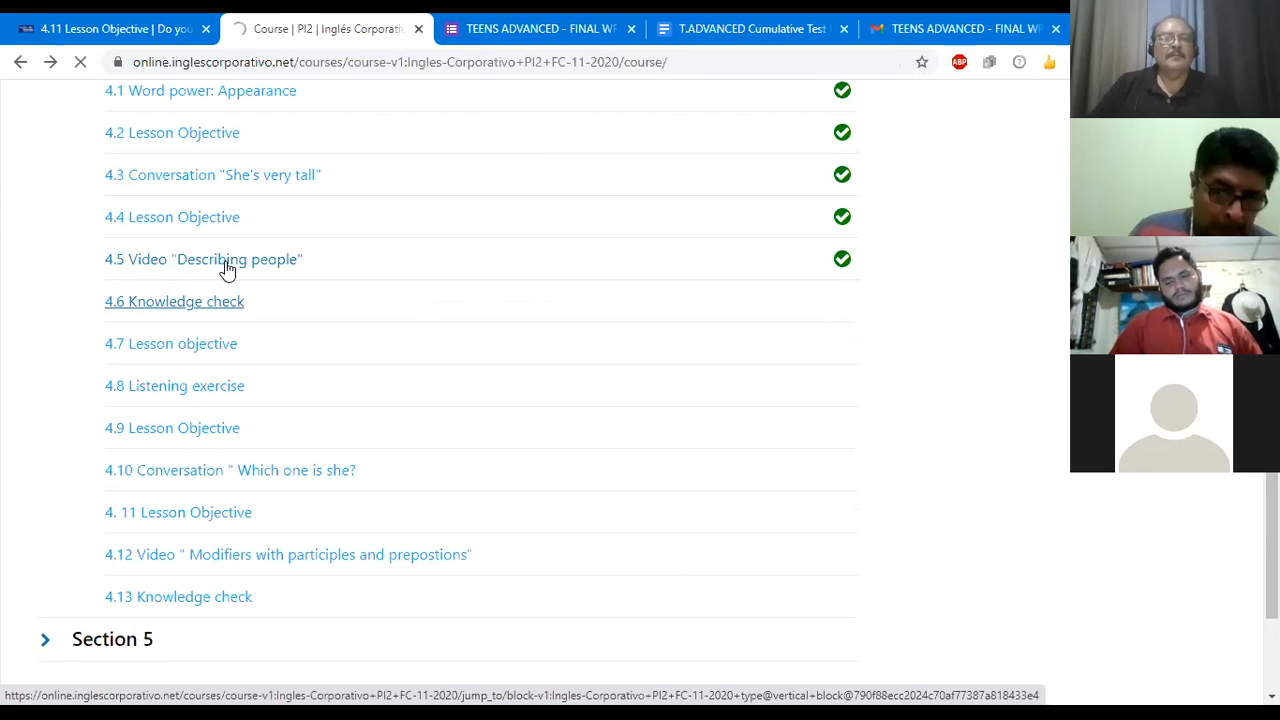 4.11 Lesson Objective | Do you
Course | PI2 | Inglés Corporativ
TEENS ADVANCED - FINAL WR
T.ADVANCED Cumulative Test
TEENS ADVANCED - FINAL WR
online.inglescorporativo.net/courses/course-v1:Ingles-Corporativo+PI2+FC-11-2020/course/
ABP
4.1 Word power: Appearance
4.2 Lesson Objective
4.3 Conversation "She's very tall"
4.4 Lesson Objective
4.5 Video "Describing people"
4.6 Knowledge check
4.7 Lesson objective
4.8 Listening exercise
4.9 Lesson Objective
4.10 Conversation " Which one is she?
4. 11 Lesson Objective
4.12 Video " Modifiers with participles and prepostions"
4.13 Knowledge check
Section 5
https://online.inglescorporativo.net/courses/course-v1:Ingles-Corporativo+PI2+FC-11-2020/jump_to/block-v1:Ingles-Corporativo+PI2+FC-11-2020+type@vertical+block@790f88ecc2024c70af77387a818433e4